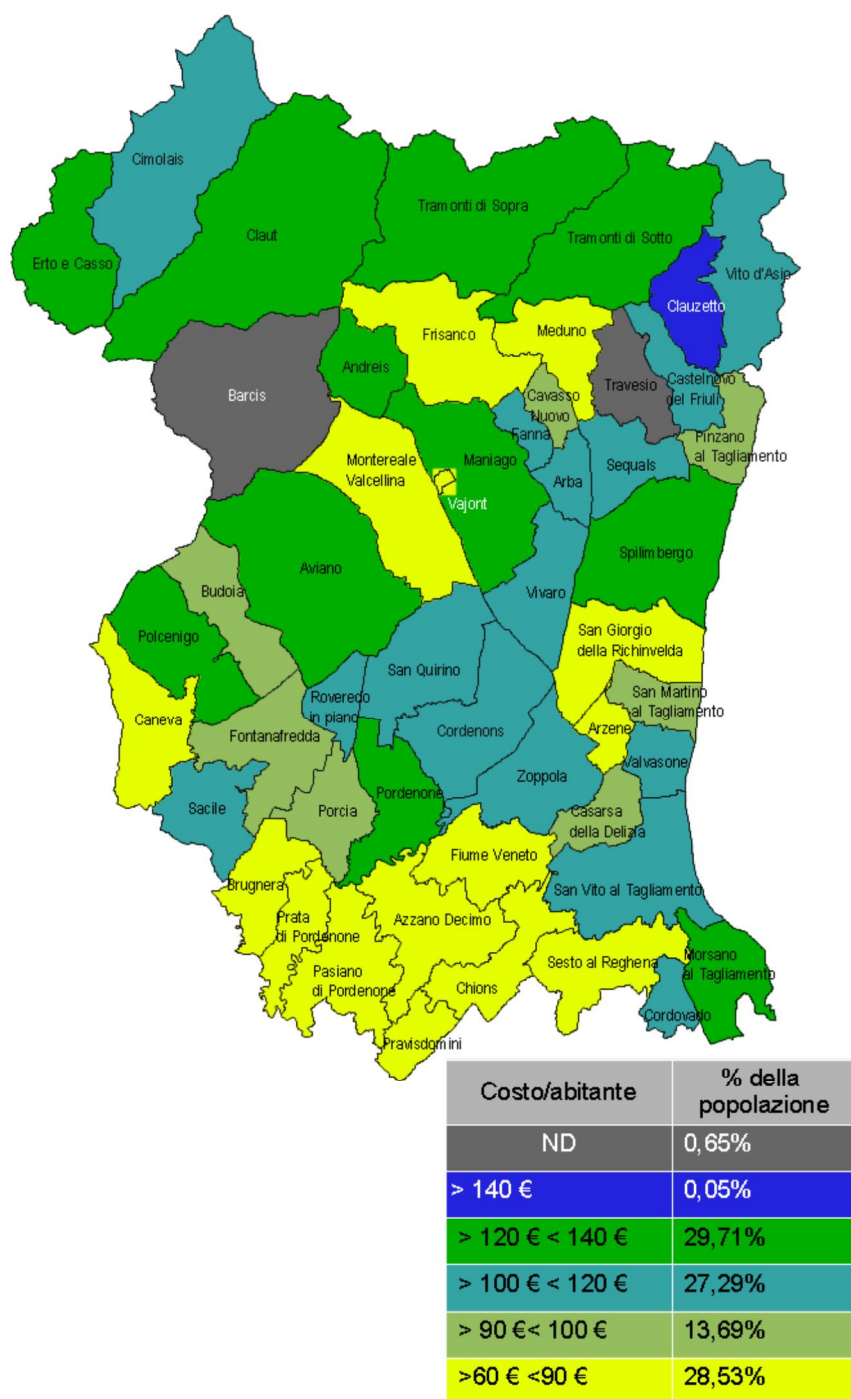 Cimolais
Tramonti di Sopra
Claut
Tramonti di Sotto
Erto e Casso
Vito d'Asio
Clauzetto
Frisanco
Meduno
Andreis
Travesio
Castelnovo
del Friuli
Barcis
Cavasso
Nuovo
Fanna
Pinzano
al Tagliamento
Montereale
Valcellina
Maniago
Sequals
Arba
Vajont
Spilimbergo
Aviano
Budoia
Vivaro
Polcenigo
San Giorgio
della Richinvelda
San Quirino
Roveredo
in piano
San Martino
al Tagliamento
Caneva
Fontanafredda
Cordenons
Arzene
Valvasone
Zoppola
Pordenone
Sacile
Porcia
Casarsa
della Delizia
Fiume Veneto
Brugnera
San Vito al Tagliamento
Prata
di Pordenone
Azzano Decimo
Morsano
al Tagliamento
Sesto al Reghena
Pasiano
di Pordenone
Chions
Cordovado
Pravisdomini
Costo/abitante % della
popolazione
ND 0,65%
> 140 € 0,05%
> 120 € < 140 € 29,71%
> 100 € < 120 € 27,29%
> 90 €< 100 € 13,69%
>60 € <90 € 28,53%